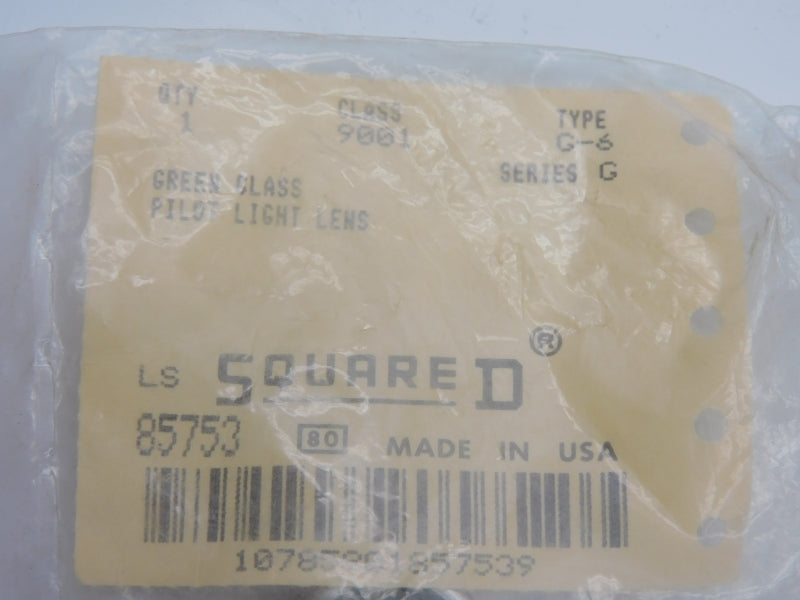 QTY CLASS TYPE
1 9001 G-6
SERIES G
GREEN GLASS
PILOT LIGHT LENS
LS SQUARE D ®
85753 80 MADE IN USA